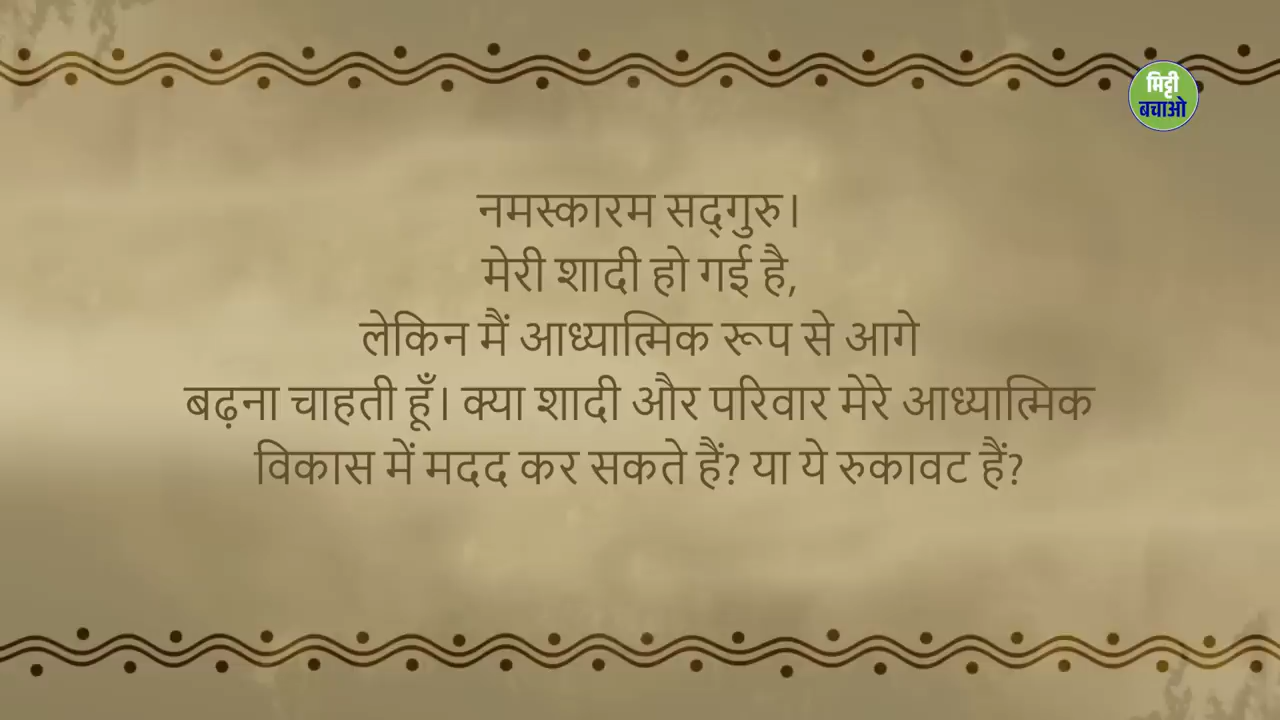 मिट्टी
बचाओ
नमस्कारम सद्गुरु।
मेरी शादी हो गई है,
लेकिन मैं आध्यात्मिक रूप से आगे
बढ़ना चाहती हूँ। क्या शादी और परिवार मेरे आध्यात्मिक
विकास में मदद कर सकते हैं? या ये रुकावट हैं?